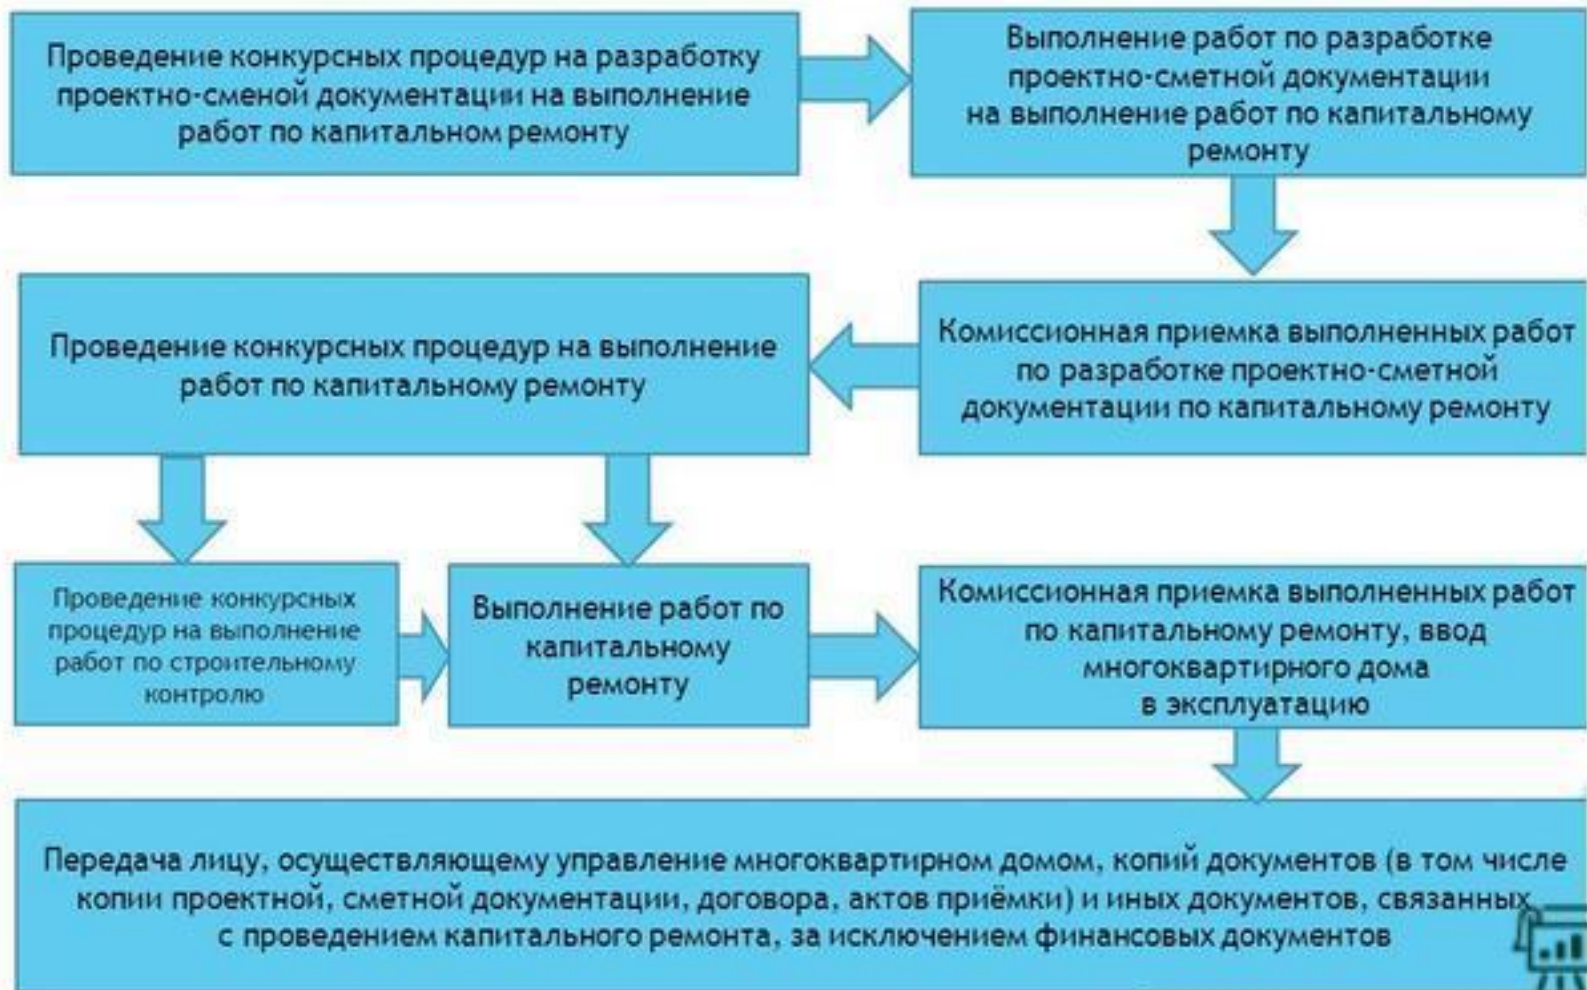 Проведение конкурсных процедур на разработку
проектно-сменой документации на выполнение
работ по капитальном ремонту
Выполнение работ по разработке
проектно-сметной документации
на выполнение работ по капитальному
ремонту
Комиссионная приемка выполненных работ
по разработке проектно-сметной
документации по капитальному ремонту
Проведение конкурсных процедур на выполнение
работ по капитальному ремонту
Проведение конкурсных
процедур на выполнение
работ по строительному
контролю
Выполнение работ по
капитальному
ремонту
Комиссионная приемка выполненных работ
по капитальному ремонту, ввод
многоквартирного дома
в эксплуатацию
Передача лицу, осуществляющему управление многоквартирном домом, копий документов (в том числе
копии проектной, сметной документации, договора, актов приёмки) и иных документов, связанных
с проведением капитального ремонта, за исключением финансовых документов